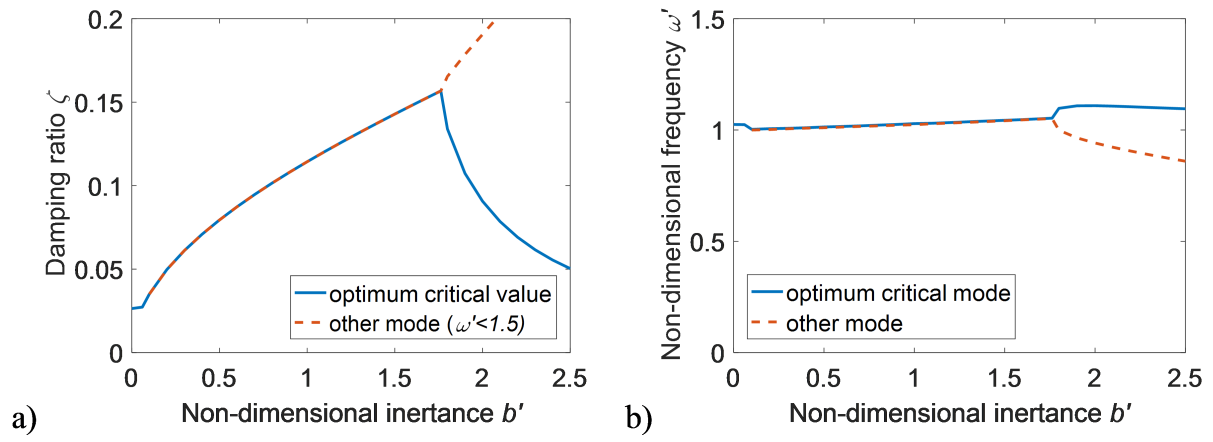 0.2
0.15
0.1
0.05
0
Damping ratio ζ
optimum critical value
other mode (ω'<1.5)
0 0.5 1 1.5 2 2.5
Non-dimensional inertance b'
a)
1.5
1
0.5
0
Non-dimensional frequency ω'
optimum critical mode
other mode
0 0.5 1 1.5 2 2.5
Non-dimensional inertance b'
b)